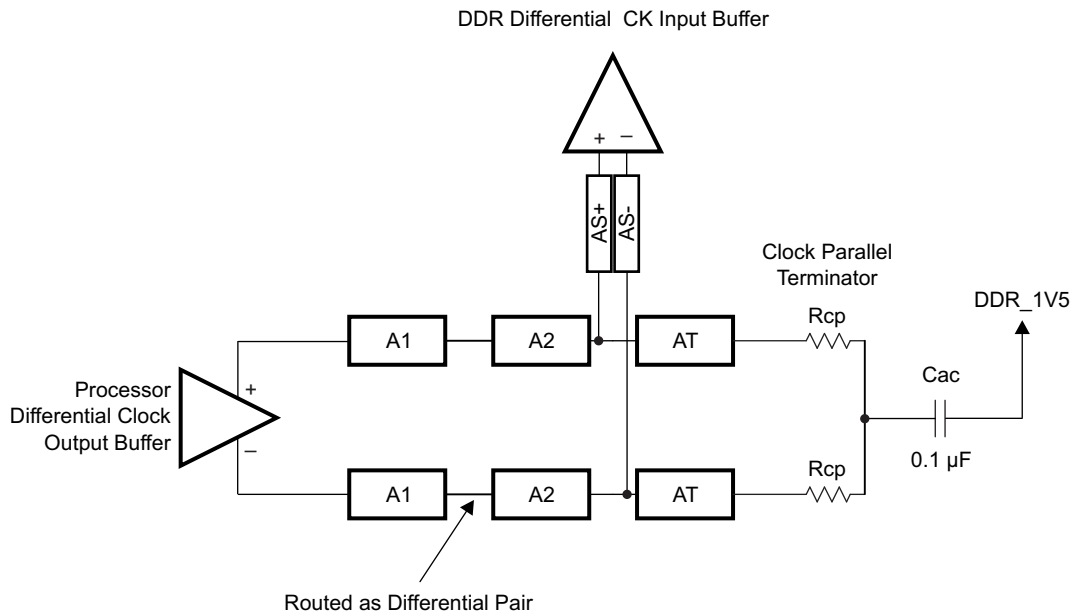 DDR Differential CK Input Buffer
+ −
AS+
AS-
Clock Parallel
Terminator
DDR_1V5
A1
A2
AT
Rcp
Processor
Differential Clock
Output Buffer
+
−
Cac
0.1 µF
A1
A2
AT
Rcp
Routed as Differential Pair